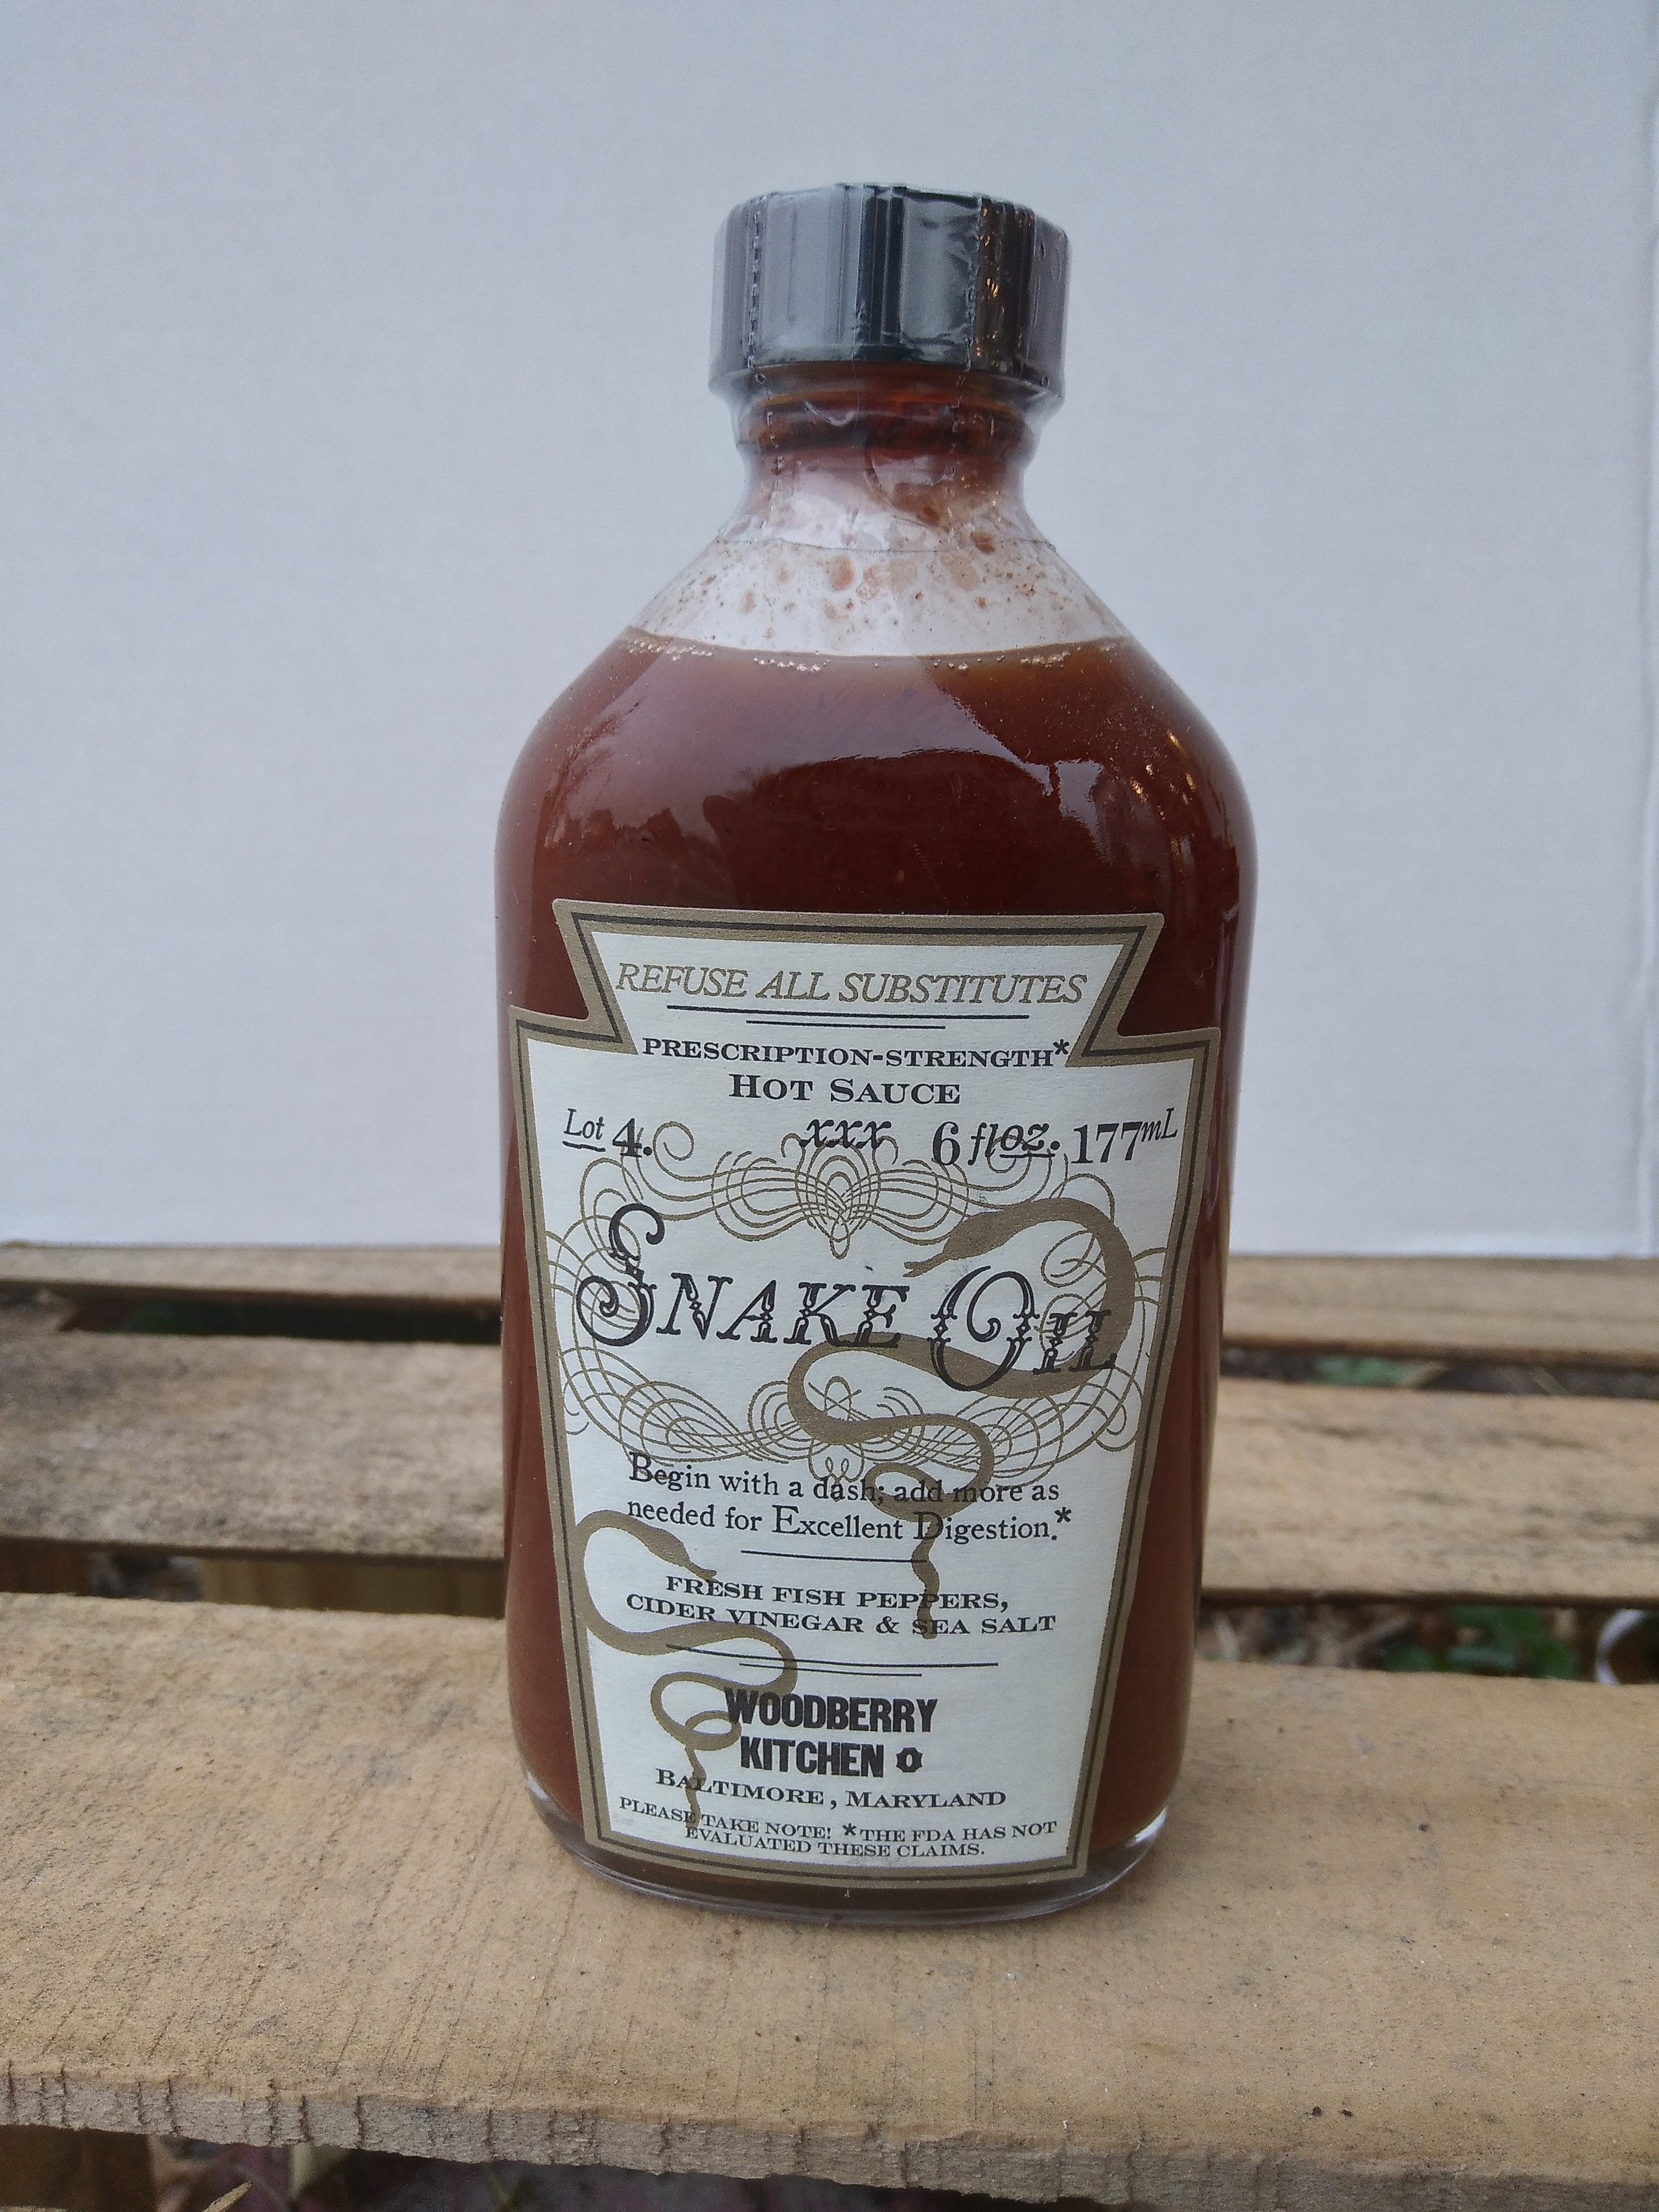 REFUSE ALL SUBSTITUTES
PRESCRIPTION-STRENGTH*
HOT SAUCE
Lot 4. xxx 6 fl oz. 177mL
SNAKE OIL
Begin with a dash; add more as
needed for Excellent Digestion.*
FRESH FISH PEPPERS,
CIDER VINEGAR & SEA SALT
WOODBERRY
KITCHEN
BALTIMORE, MARYLAND
PLEASE TAKE NOTE! *THE FDA HAS NOT
EVALUATED THESE CLAIMS.